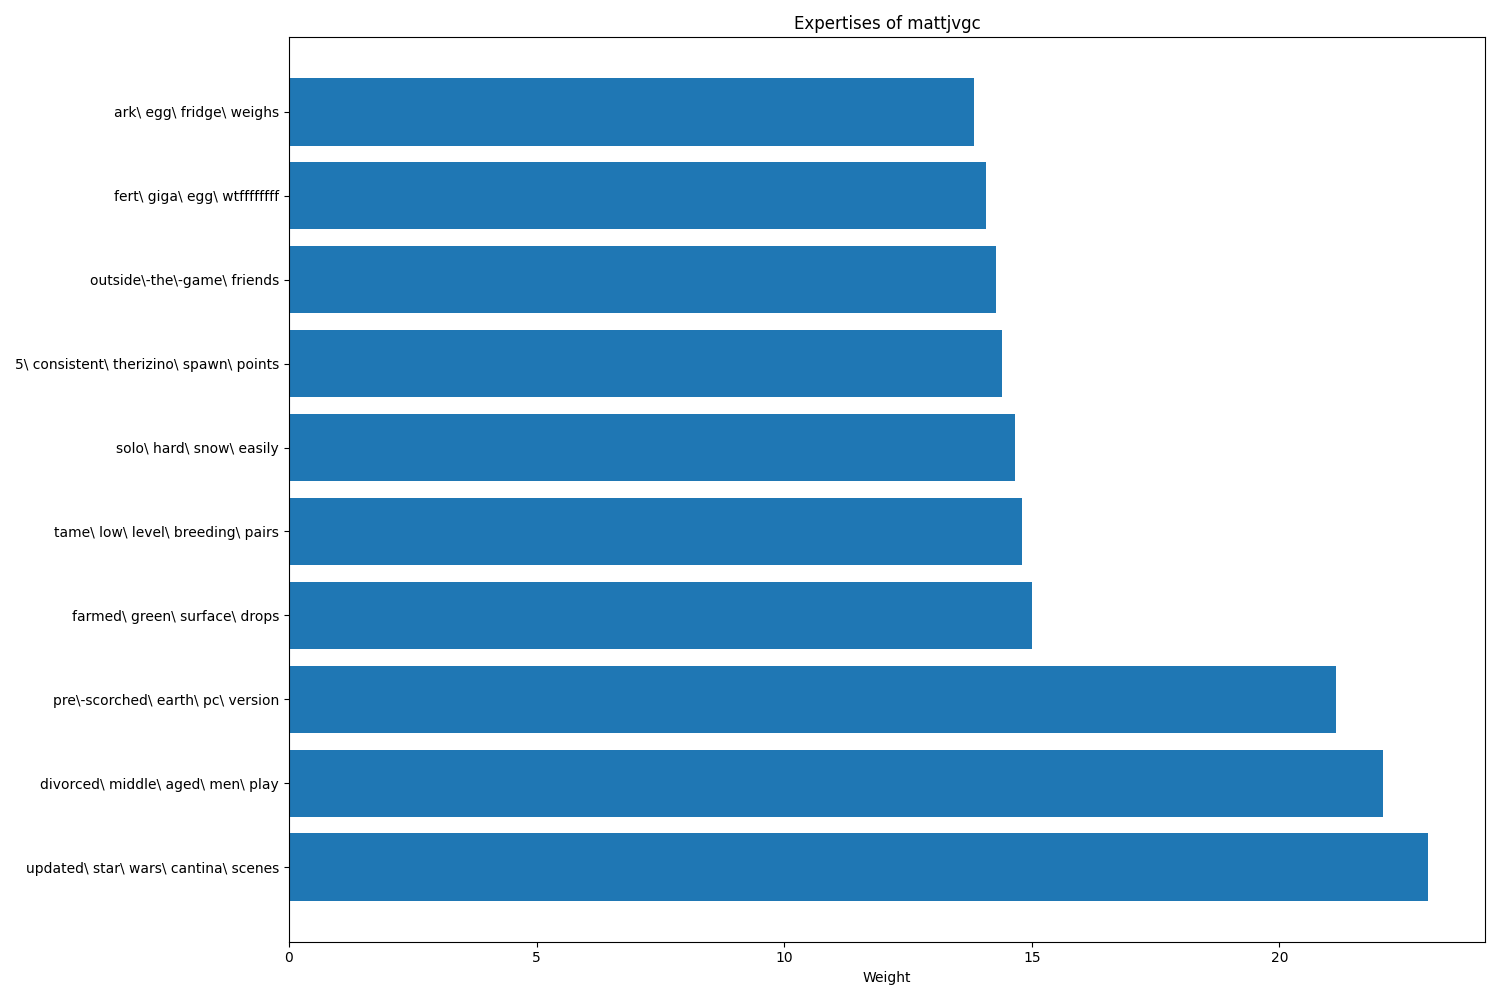 Expertises of mattjvgc
ark\ egg\ fridge\ weighs
fert\ giga\ egg\ wtffffffff
outside\-the\-game\ friends
5\ consistent\ therizino\ spawn\ points
solo\ hard\ snow\ easily
tame\ low\ level\ breeding\ pairs
farmed\ green\ surface\ drops
pre\-scorched\ earth\ pc\ version
divorced\ middle\ aged\ men\ play
updated\ star\ wars\ cantina\ scenes
0 5 10 15 20
Weight